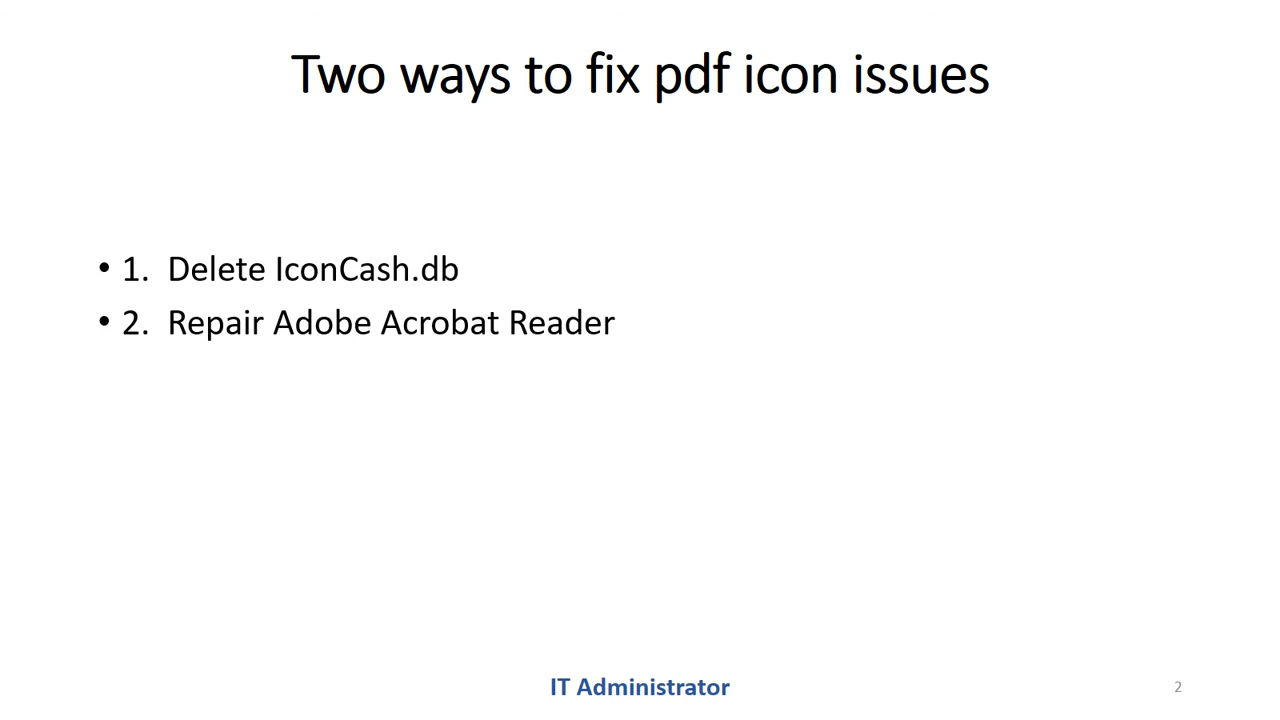 Two ways to fix pdf icon issues
• 1. Delete IconCash.db
• 2. Repair Adobe Acrobat Reader
IT Administrator
2